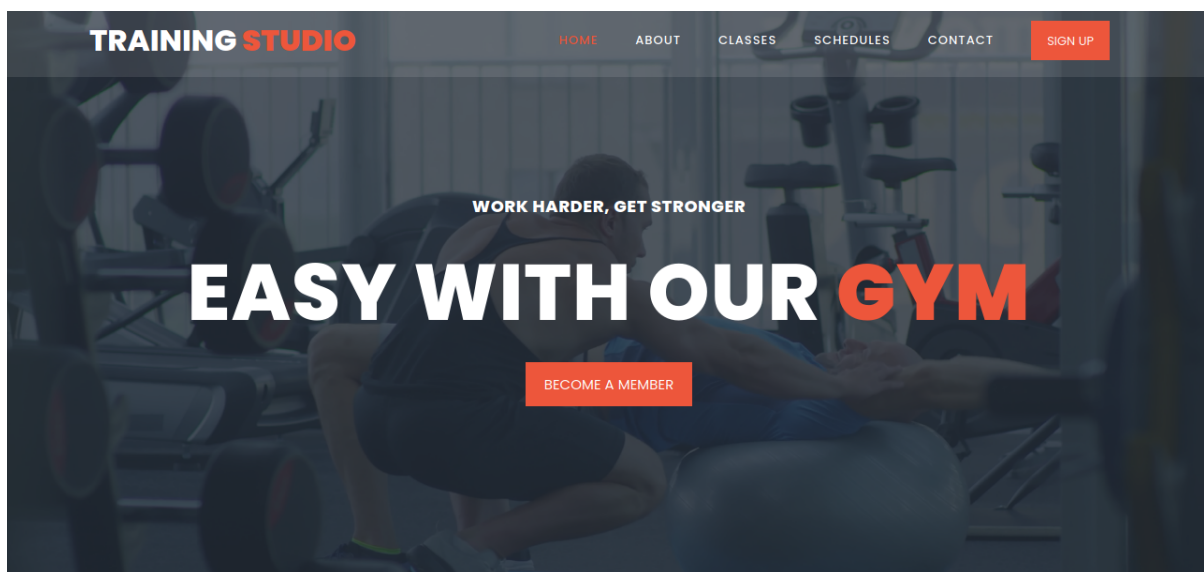 TRAINING STUDIO
HOME ABOUT CLASSES SCHEDULES CONTACT SIGN UP
WORK HARDER, GET STRONGER
EASY WITH OUR GYM
BECOME A MEMBER